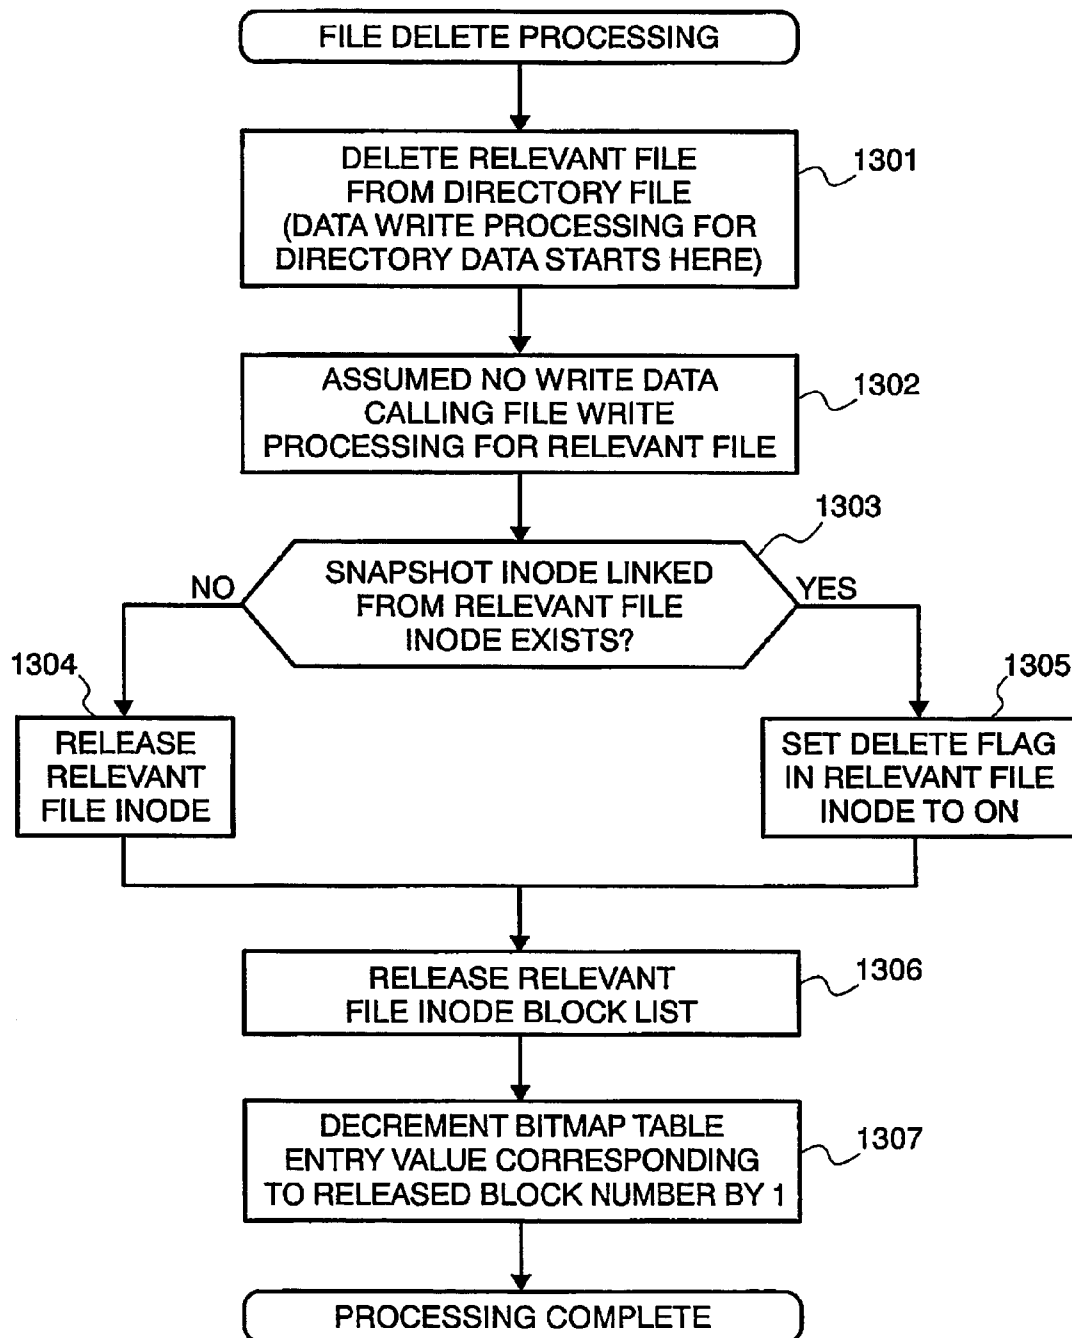 FILE DELETE PROCESSING
DELETE RELEVANT FILE
FROM DIRECTORY FILE
(DATA WRITE PROCESSING FOR
DIRECTORY DATA STARTS HERE)
1301
ASSUMED NO WRITE DATA
CALLING FILE WRITE
PROCESSING FOR RELEVANT FILE
1302
1303
SNAPSHOT INODE LINKED
FROM RELEVANT FILE
INODE EXISTS?
NO
YES
1304
RELEASE
RELEVANT
FILE INODE
1305
SET DELETE FLAG
IN RELEVANT FILE
INODE TO ON
RELEASE RELEVANT
FILE INODE BLOCK LIST
1306
DECREMENT BITMAP TABLE
ENTRY VALUE CORRESPONDING
TO RELEASED BLOCK NUMBER BY 1
1307
PROCESSING COMPLETE